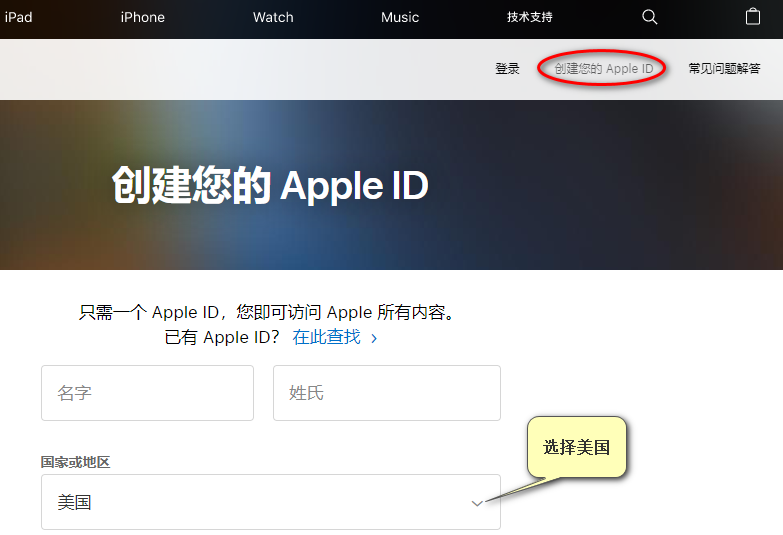 iPad iPhone Watch Music 技术支持
登录 创建您的 Apple ID 常见问题解答
创建您的 Apple ID
只需一个 Apple ID，您即可访问 Apple 所有内容。
已有 Apple ID？ 在此查找 >
名字 姓氏
选择美国
国家或地区
美国